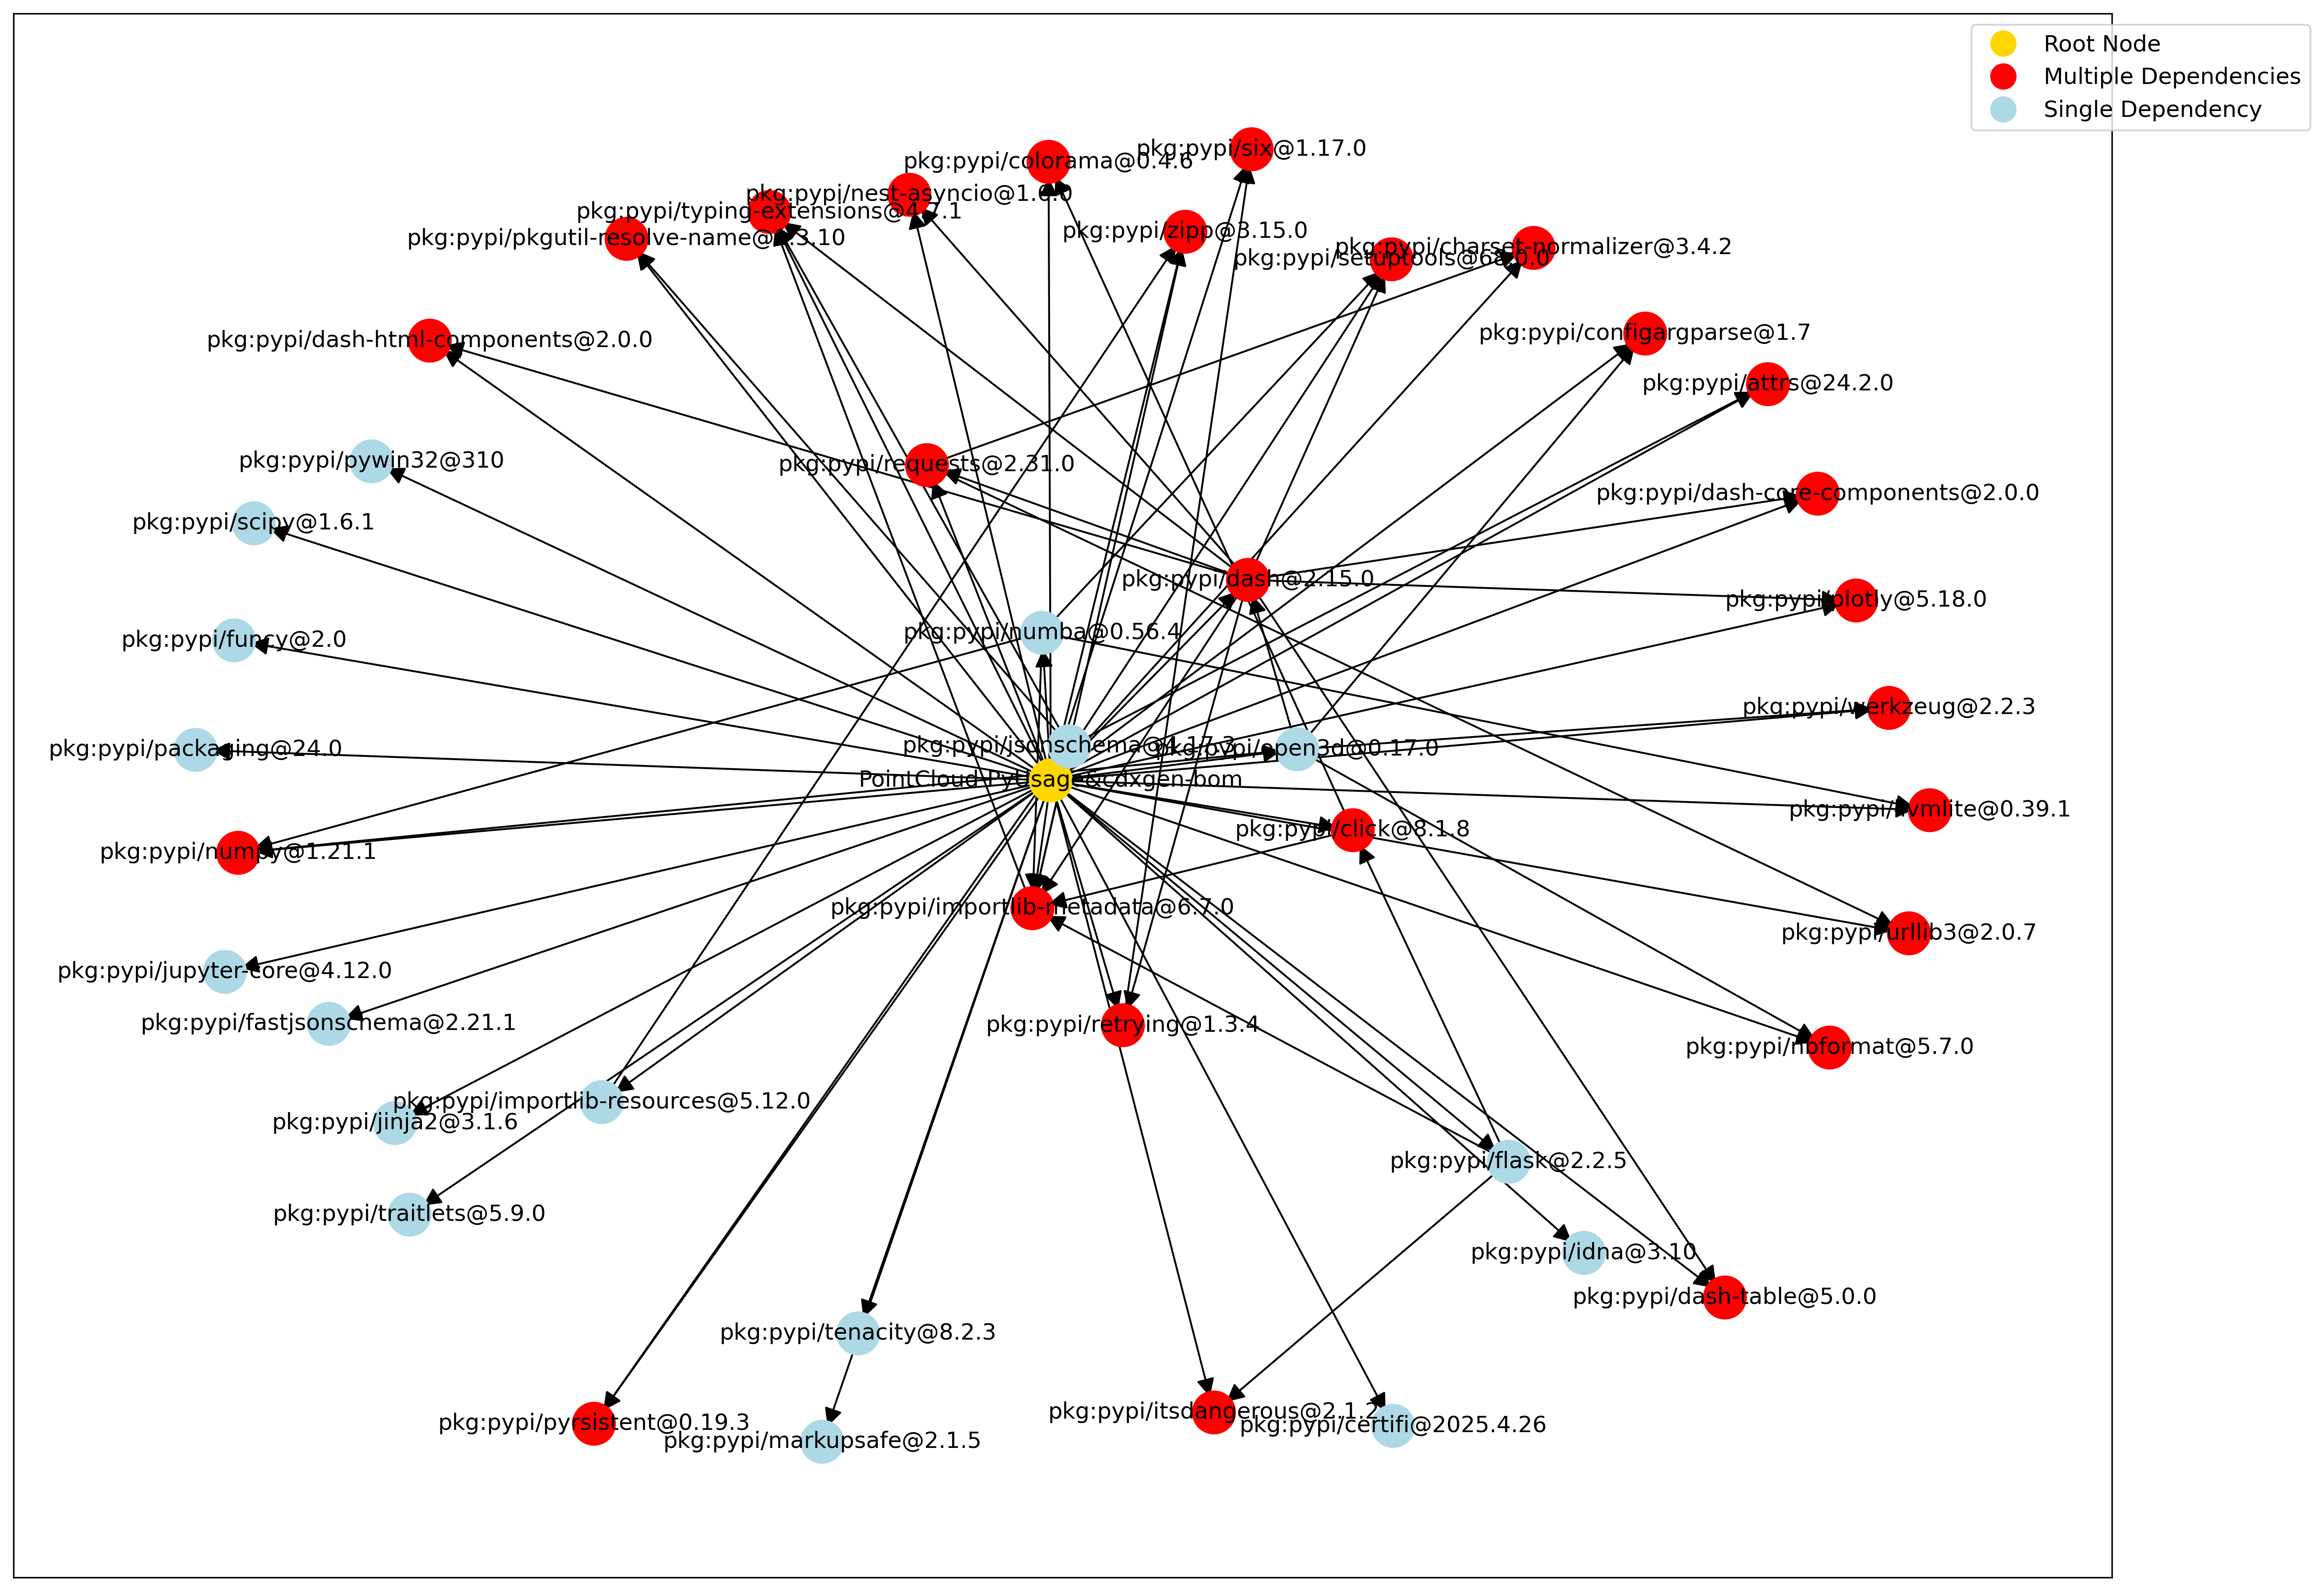 Root Node
Multiple Dependencies
Single Dependency
pkg:pypi/six@1.17.0
pkg:pypi/colorama@0.4.6
pkg:pypi/nest-asyncio@1.6.0
pkg:pypi/typing-extensions@4.7.1
pkg:pypi/zipp@3.15.0
pkg:pypi/pkgutil-resolve-name@1.3.10
pkg:pypi/charset-normalizer@3.4.2
pkg:pypi/setuptools@68.0.0
pkg:pypi/configargparse@1.7
pkg:pypi/dash-html-components@2.0.0
pkg:pypi/attrs@24.2.0
pkg:pypi/pywin32@310
pkg:pypi/requests@2.31.0
pkg:pypi/dash-core-components@2.0.0
pkg:pypi/scipy@1.6.1
pkg:pypi/dash@2.15.0
pkg:pypi/plotly@5.18.0
pkg:pypi/numba@0.56.4
pkg:pypi/funcy@2.0
pkg:pypi/werkzeug@2.2.3
pkg:pypi/jsonschema@4.17.3
pkg:pypi/open3d@0.17.0
pkg:pypi/packaging@24.0
PointCloud-PyUsage&cdxgen-bom
pkg:pypi/llvmlite@0.39.1
pkg:pypi/click@8.1.8
pkg:pypi/numpy@1.21.1
pkg:pypi/importlib-metadata@6.7.0
pkg:pypi/urllib3@2.0.7
pkg:pypi/jupyter-core@4.12.0
pkg:pypi/fastjsonschema@2.21.1
pkg:pypi/retrying@1.3.4
pkg:pypi/nbformat@5.7.0
pkg:pypi/importlib-resources@5.12.0
pkg:pypi/jinja2@3.1.6
pkg:pypi/flask@2.2.5
pkg:pypi/traitlets@5.9.0
pkg:pypi/idna@3.10
pkg:pypi/dash-table@5.0.0
pkg:pypi/tenacity@8.2.3
pkg:pypi/itsdangerous@2.1.2
pkg:pypi/pyrsistent@0.19.3
pkg:pypi/certifi@2025.4.26
pkg:pypi/markupsafe@2.1.5